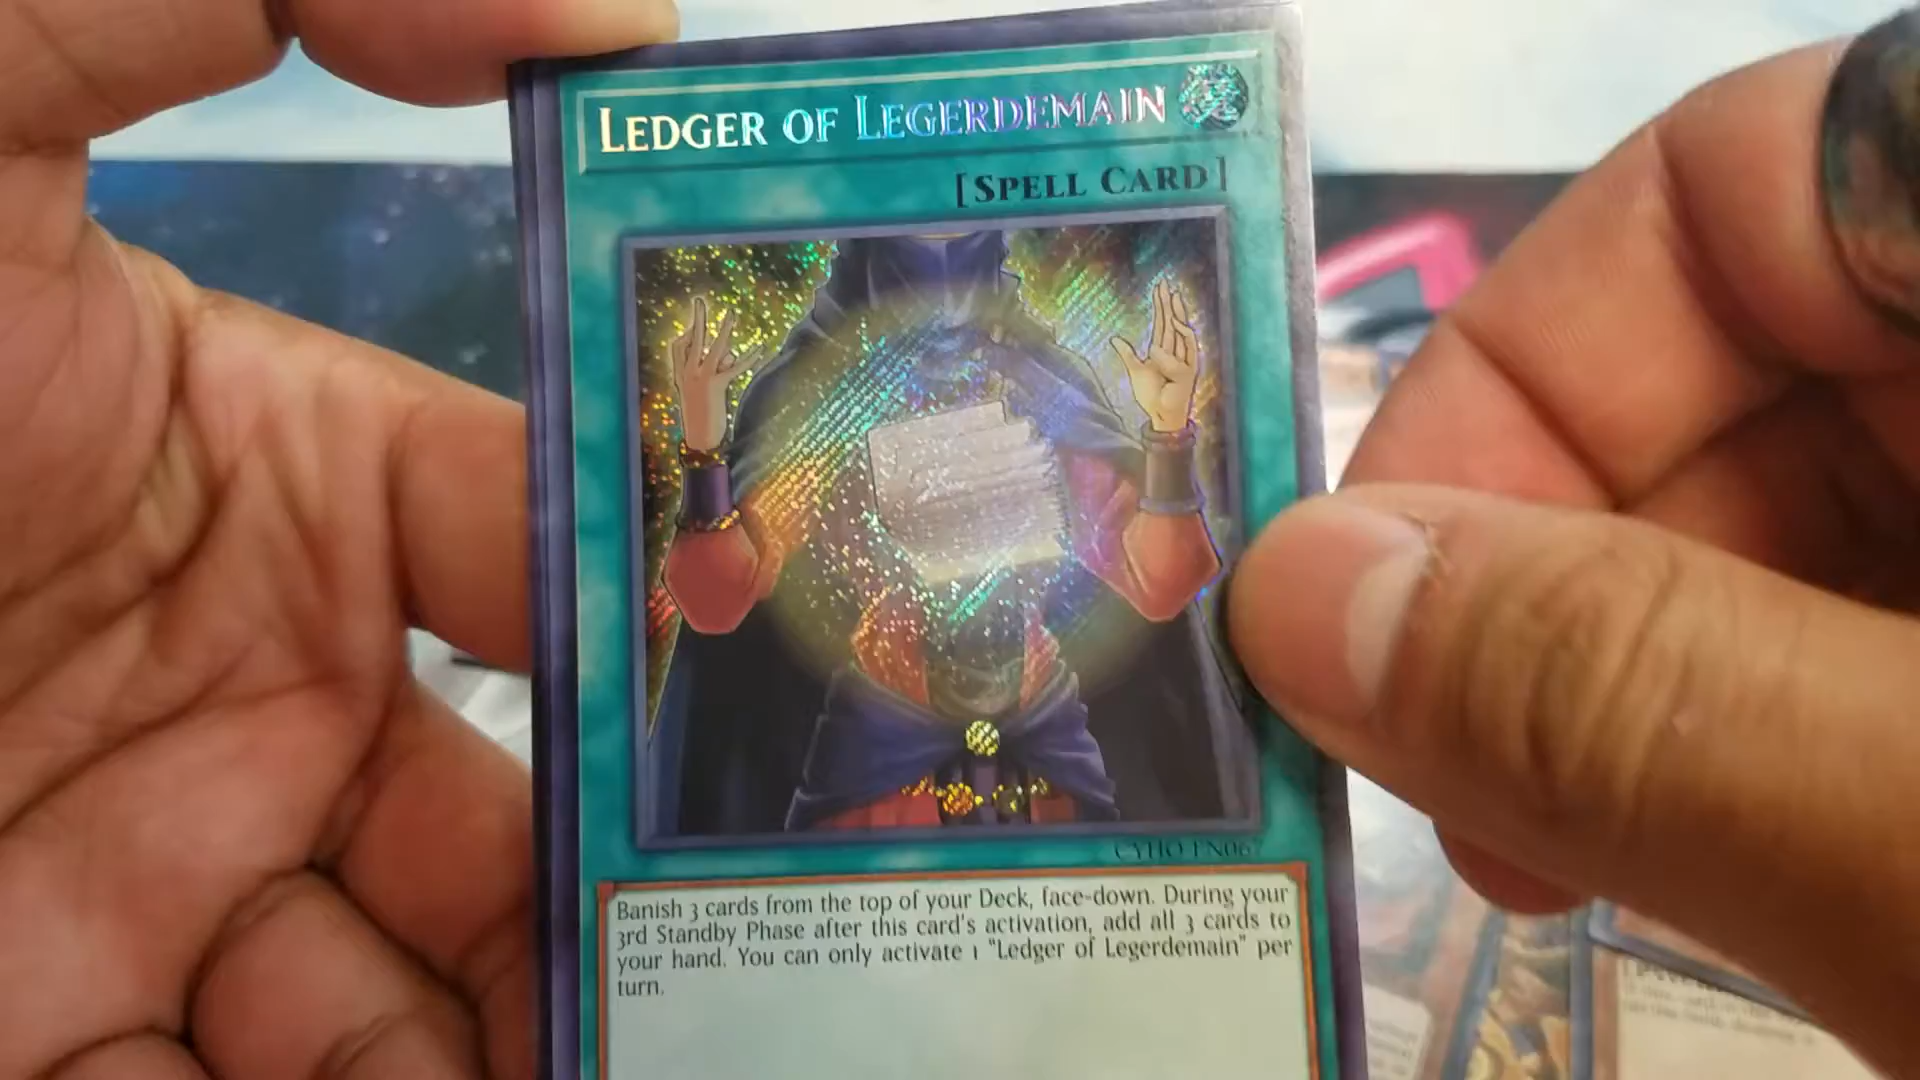 LEDGER OF LEGERDEMAIN
[SPELL CARD]
CYHO-EN067
Banish 3 cards from the top of your Deck, face-down. During your
3rd Standby Phase after this card's activation, add all 3 cards to
your hand. You can only activate 1 "Ledger of Legerdemain" per
turn.